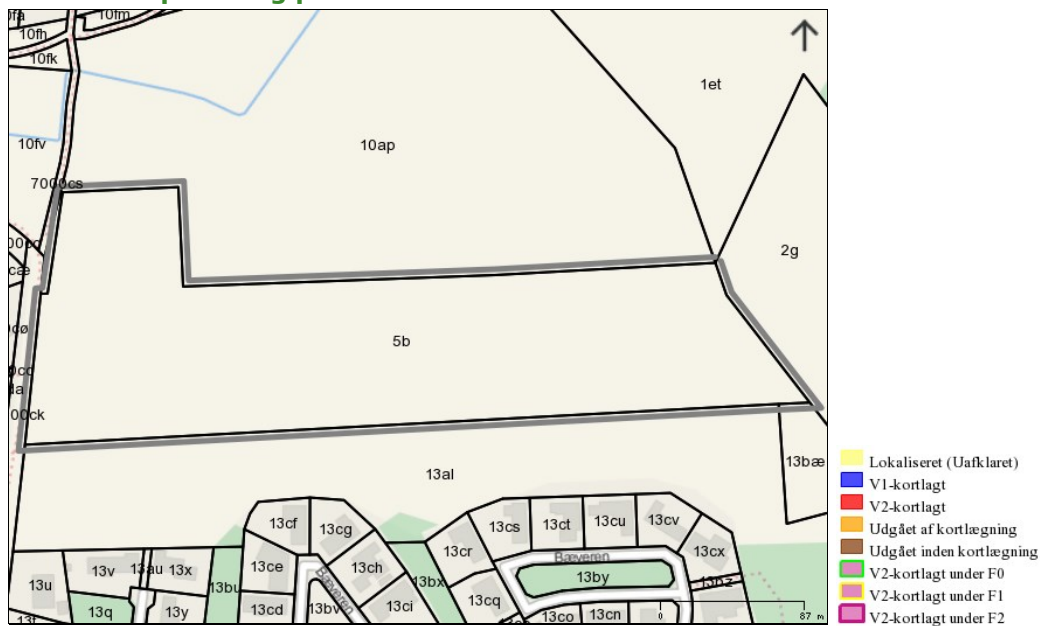 10fm
10fh
10fk
1et
10fv
10ap
7000cs
2g
5b
00ck
13al
13bæ
13cf
13cg
13cs
13ct
13cu
13cv
13cr
13cx
13v
13au
13x
13ce
13ch
Bæveren
13u
13bu
13bx
13by
13q
13y
13cd
13bv
Bæveren
13ci
13cq
13co
13cn
0
87 m
Lokaliseret (Uafklaret)
V1-kortlagt
V2-kortlagt
Udgået af kortlægning
Udgået inden kortlægning
V2-kortlagt under F0
V2-kortlagt under F1
V2-kortlagt under F2